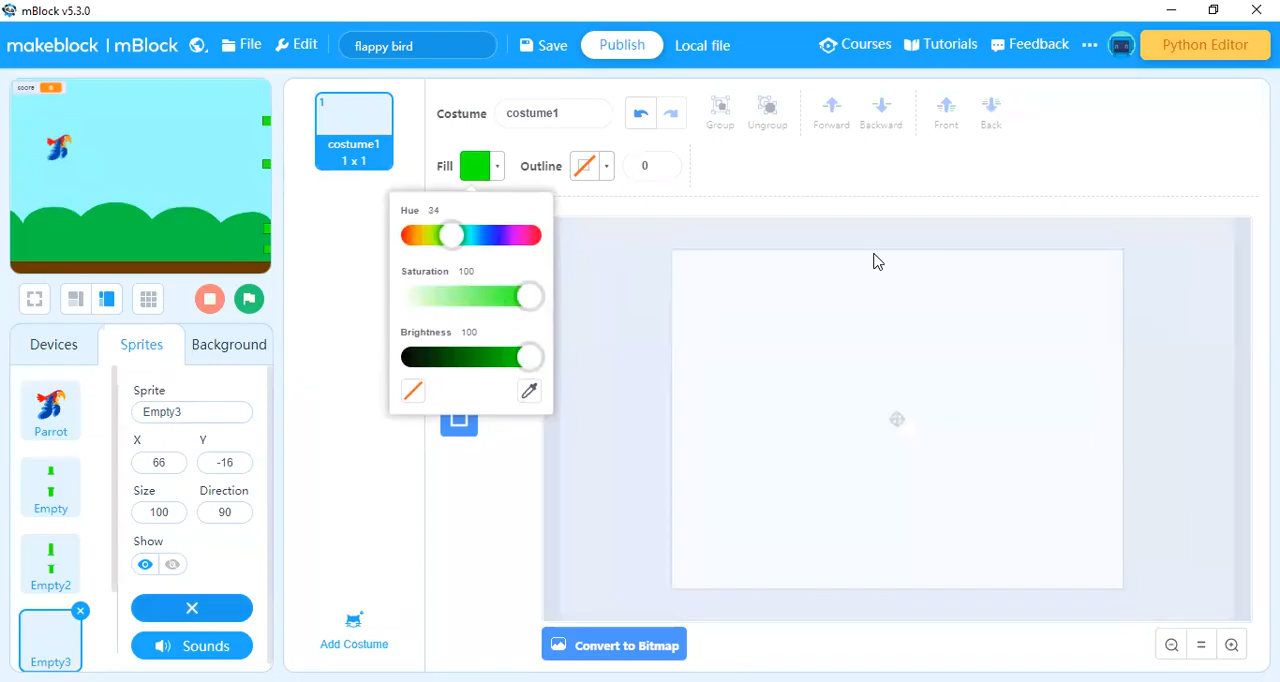 mBlock v5.3.0
makeblock | mBlock File Edit flappy bird Save Publish Local file Courses Tutorials Feedback Python Editor
score
1
costume1
1 x 1
Costume costume1 Group Ungroup Forward Backward Front Back
Fill Outline 0
Hue 34
Saturation 100
Brightness 100
Devices Sprites Background
Parrot
Empty
Empty2
Empty3
Sprite
Empty3
X Y
66 -16
Size Direction
100 90
Show
Sounds
Add Costume
Convert to Bitmap